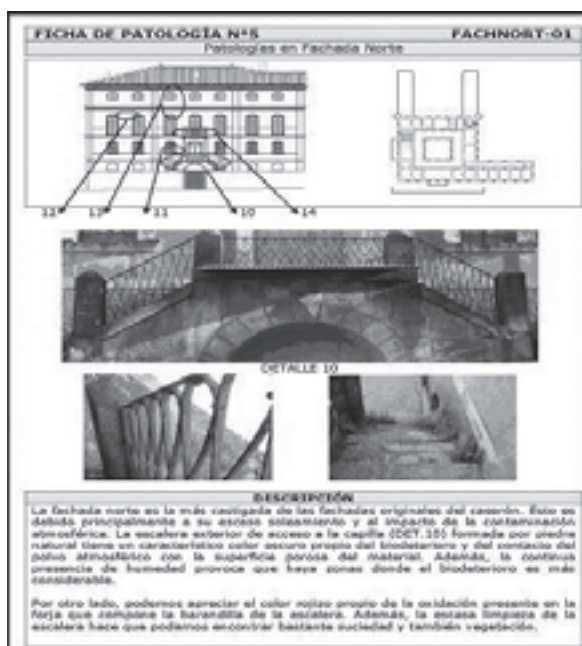 FICHA DE PATOLOGÍA Nº5 FACHNORT-01
Patologías en Fachada Norte
12 13 11 10 14
DETALLE 10
DESCRIPCIÓN
La fachada norte es la más castigada de las fachadas originales del caserón. Esto es
debido principalmente a su escaso soleamiento y al impacto de la contaminación
atmosférica. La escalera exterior de acceso a la capilla (DET.10) formada por piedra
natural tiene un característico color oscuro propio del biodeterioro y del contacto del
polvo atmosférico con la superficie porosa del material. Además, la continua
presencia de humedad provoca que haya zonas donde el biodeterioro es más
considerable.
Por otro lado, podemos apreciar el color rojizo propio de la oxidación presente en la
forja que compone la barandilla de la escalera. Además, la escasa limpieza de la
escalera hace que podamos encontrar bastante suciedad y también vegetación.